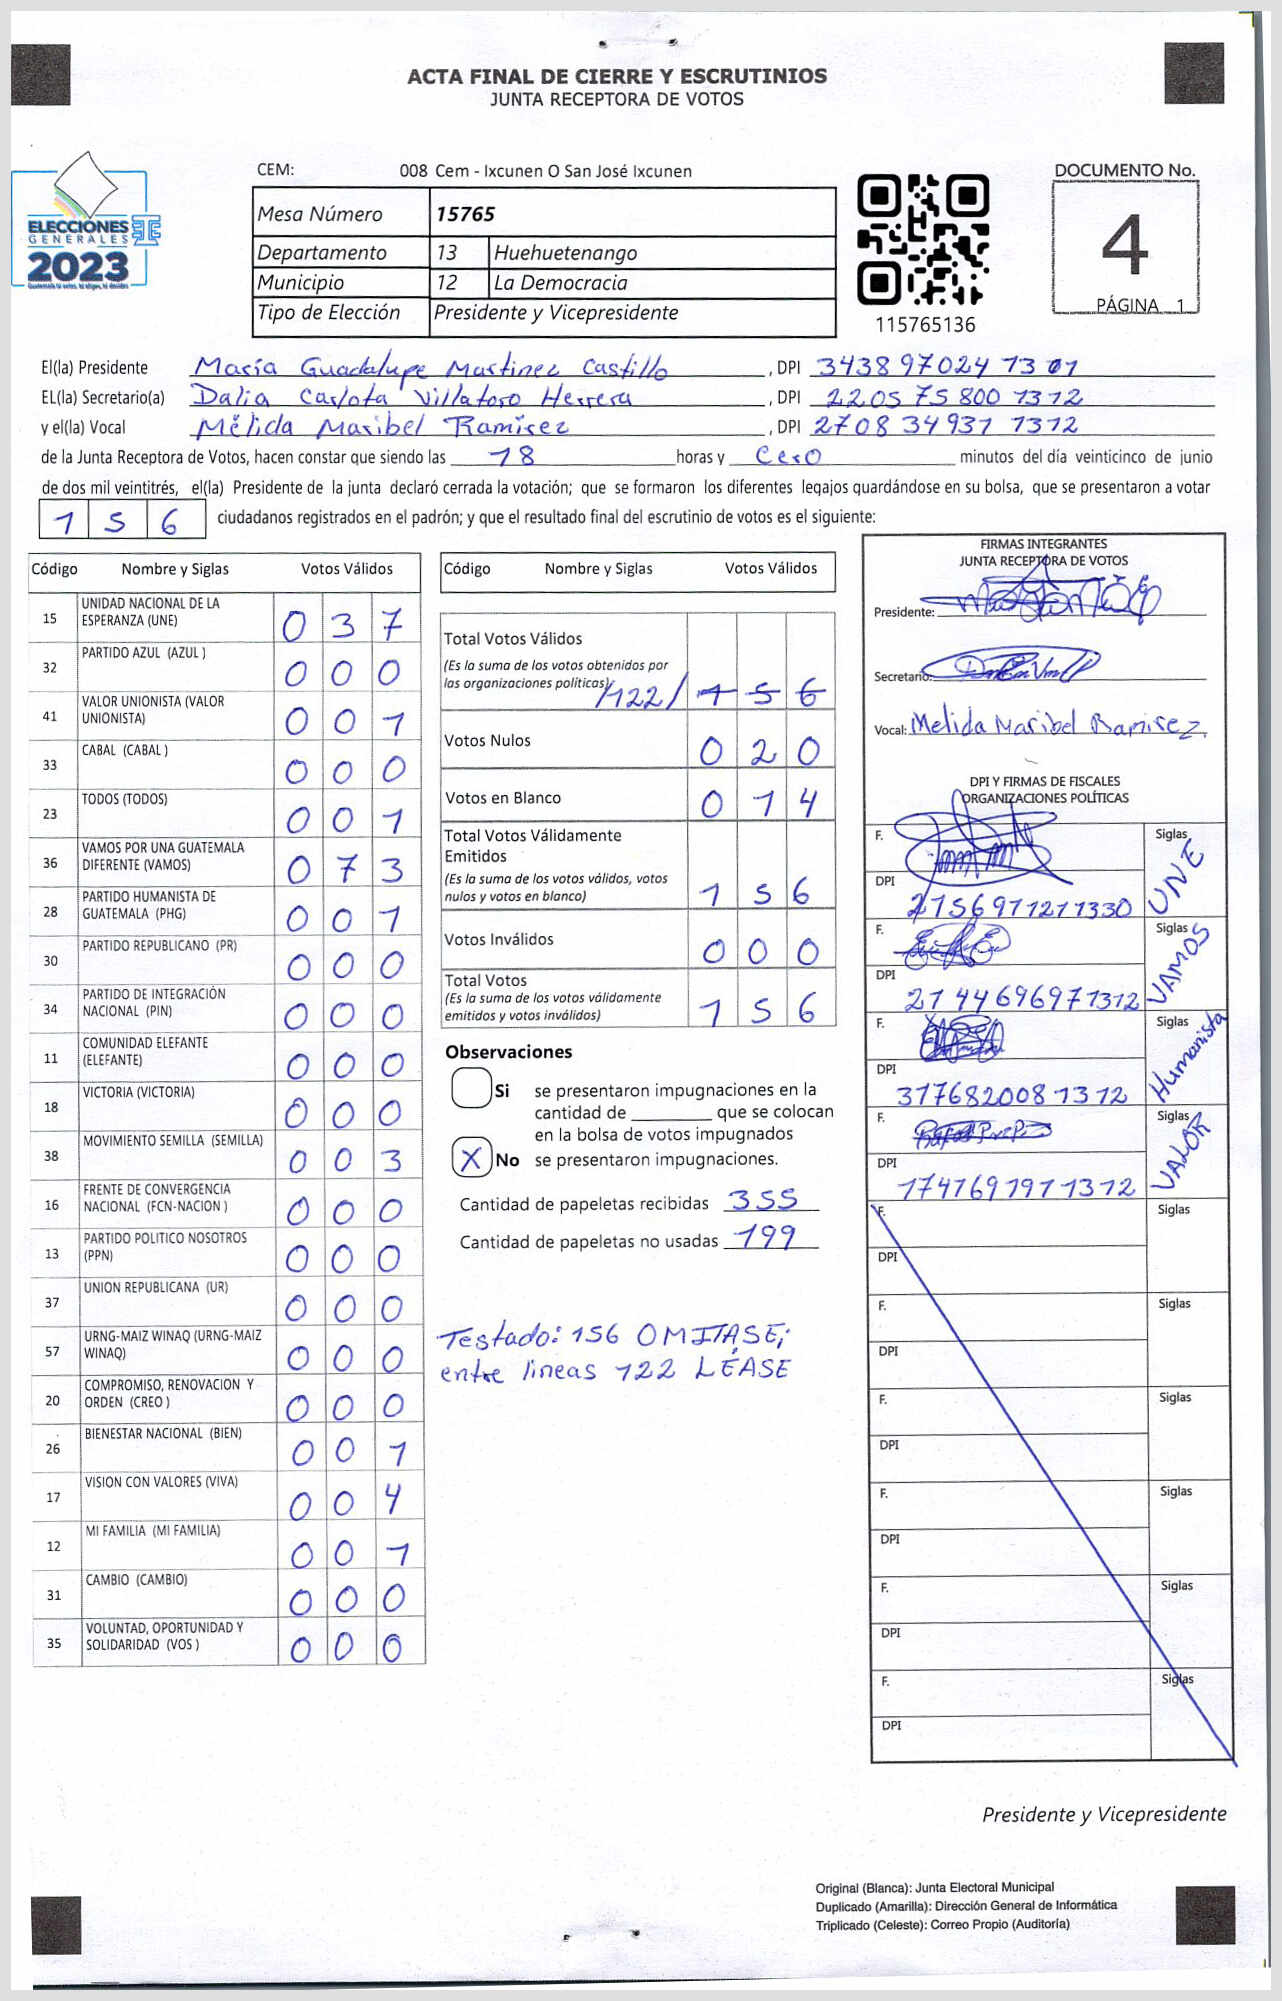 ACTA FINAL DE CIERRE Y ESCRUTINIOS
JUNTA RECEPTORA DE VOTOS
ELECCIONES
GENERALES
2023
CEM: 008 Cem - Ixcunen O San José Ixcunen
Mesa Número 15765
Departamento 13 Huehuetenango
Municipio 12 La Democracia
Tipo de Elección Presidente y Vicepresidente
115765136
DOCUMENTO No.
4
PÁGINA 1
El(la) Presidente María Guadalupe Martinez Castillo , DPI 3438 97024 1301
EL(la) Secretario(a) Dalia Carlota Villatoro Herrera , DPI 2205 75 800 1312
y el(la) Vocal Mélida Maribel Ramirez , DPI 2708 34931 1312
de la Junta Receptora de Votos, hacen constar que siendo las 18 horas y cero minutos del día veinticinco de junio
de dos mil veintitrés, el(la) Presidente de la junta declaró cerrada la votación; que se formaron los diferentes legajos guardándose en su bolsa, que se presentaron a votar
1 5 6 ciudadanos registrados en el padrón; y que el resultado final del escrutinio de votos es el siguiente:
Código Nombre y Siglas Votos Válidos
15 UNIDAD NACIONAL DE LA ESPERANZA (UNE) 0 3 7
32 PARTIDO AZUL (AZUL ) 0 0 0
41 VALOR UNIONISTA (VALOR UNIONISTA) 0 0 1
33 CABAL (CABAL ) 0 0 0
23 TODOS (TODOS) 0 0 1
36 VAMOS POR UNA GUATEMALA DIFERENTE (VAMOS) 0 7 3
28 PARTIDO HUMANISTA DE GUATEMALA (PHG) 0 0 1
30 PARTIDO REPUBLICANO (PR) 0 0 0
34 PARTIDO DE INTEGRACIÓN NACIONAL (PIN) 0 0 0
11 COMUNIDAD ELEFANTE (ELEFANTE) 0 0 0
18 VICTORIA (VICTORIA) 0 0 0
38 MOVIMIENTO SEMILLA (SEMILLA) 0 0 3
16 FRENTE DE CONVERGENCIA NACIONAL (FCN-NACION ) 0 0 0
13 PARTIDO POLITICO NOSOTROS (PPN) 0 0 0
37 UNION REPUBLICANA (UR) 0 0 0
57 URNG-MAIZ WINAQ (URNG-MAIZ WINAQ) 0 0 0
20 COMPROMISO, RENOVACION Y ORDEN (CREO ) 0 0 0
26 BIENESTAR NACIONAL (BIEN) 0 0 1
17 VISION CON VALORES (VIVA) 0 0 4
12 MI FAMILIA (MI FAMILIA) 0 0 1
31 CAMBIO (CAMBIO) 0 0 0
35 VOLUNTAD, OPORTUNIDAD Y SOLIDARIDAD (VOS ) 0 0 0
Código Nombre y Siglas Votos Válidos
Total Votos Válidos
(Es la suma de los votos obtenidos por
las organizaciones políticas) /122/ 1 5 6
Votos Nulos 0 2 0
Votos en Blanco 0 1 4
Total Votos Válidamente
Emitidos
(Es la suma de los votos válidos, votos
nulos y votos en blanco) 1 5 6
Votos Inválidos 0 0 0
Total Votos
(Es la suma de los votos válidamente
emitidos y votos inválidos) 1 5 6
Observaciones
Si se presentaron impugnaciones en la
cantidad de ________ que se colocan
en la bolsa de votos impugnados
X No se presentaron impugnaciones.
Cantidad de papeletas recibidas 355
Cantidad de papeletas no usadas 199
Testado: 156 OMITASE;
entre lineas 122 LÉASE
FIRMAS INTEGRANTES
JUNTA RECEPTORA DE VOTOS
Presidente:
Secretario:
Vocal: Melida Maribel Ramirez.
DPI Y FIRMAS DE FISCALES
ORGANIZACIONES POLÍTICAS
F. Siglas UNE
DPI 2156911211330
F. Siglas VAMOS
DPI 2144696971312
F. Siglas Humanista
DPI 3176820081312
F. Siglas VALOR
DPI 1741691911312
F. Siglas
DPI
F. Siglas
DPI
F. Siglas
DPI
F. Siglas
DPI
F. Siglas
DPI
F. Siglas
DPI
Presidente y Vicepresidente
Original (Blanca): Junta Electoral Municipal
Duplicado (Amarilla): Dirección General de Informática
Triplicado (Celeste): Correo Propio (Auditoría)